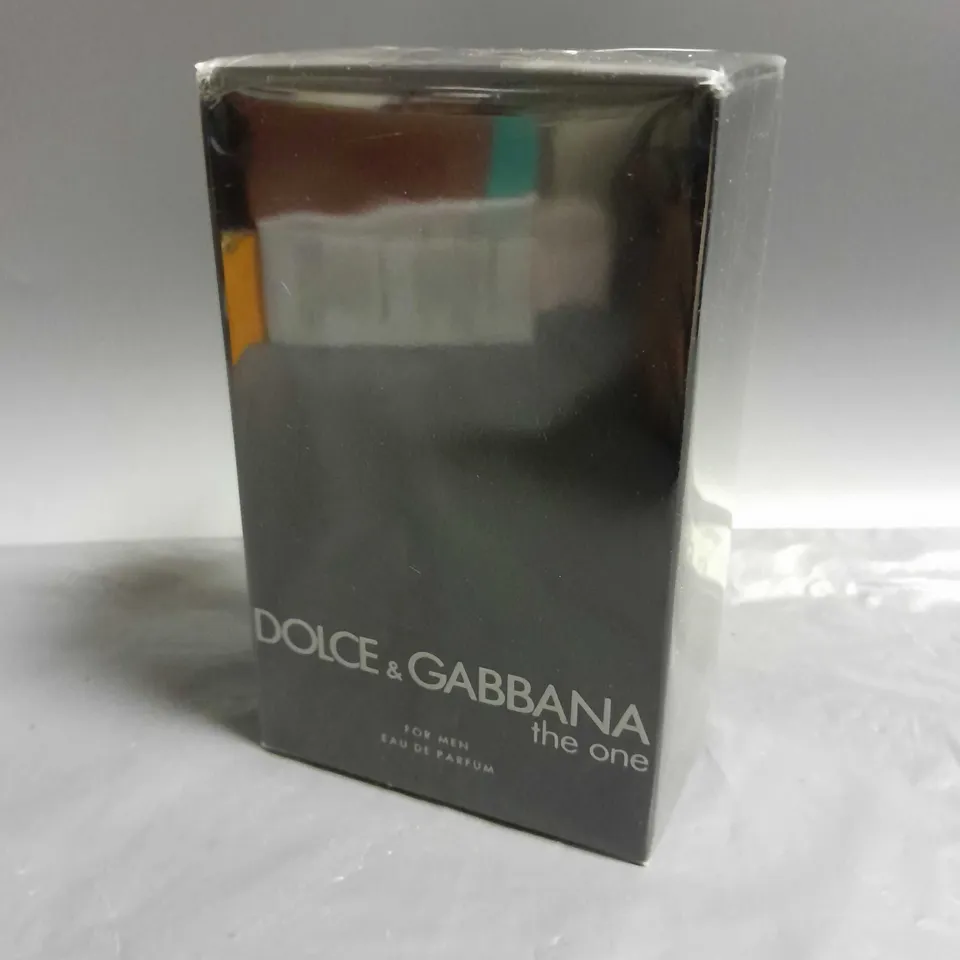 DOLCE & GABBANA
the one
FOR MEN
EAU DE PARFUM